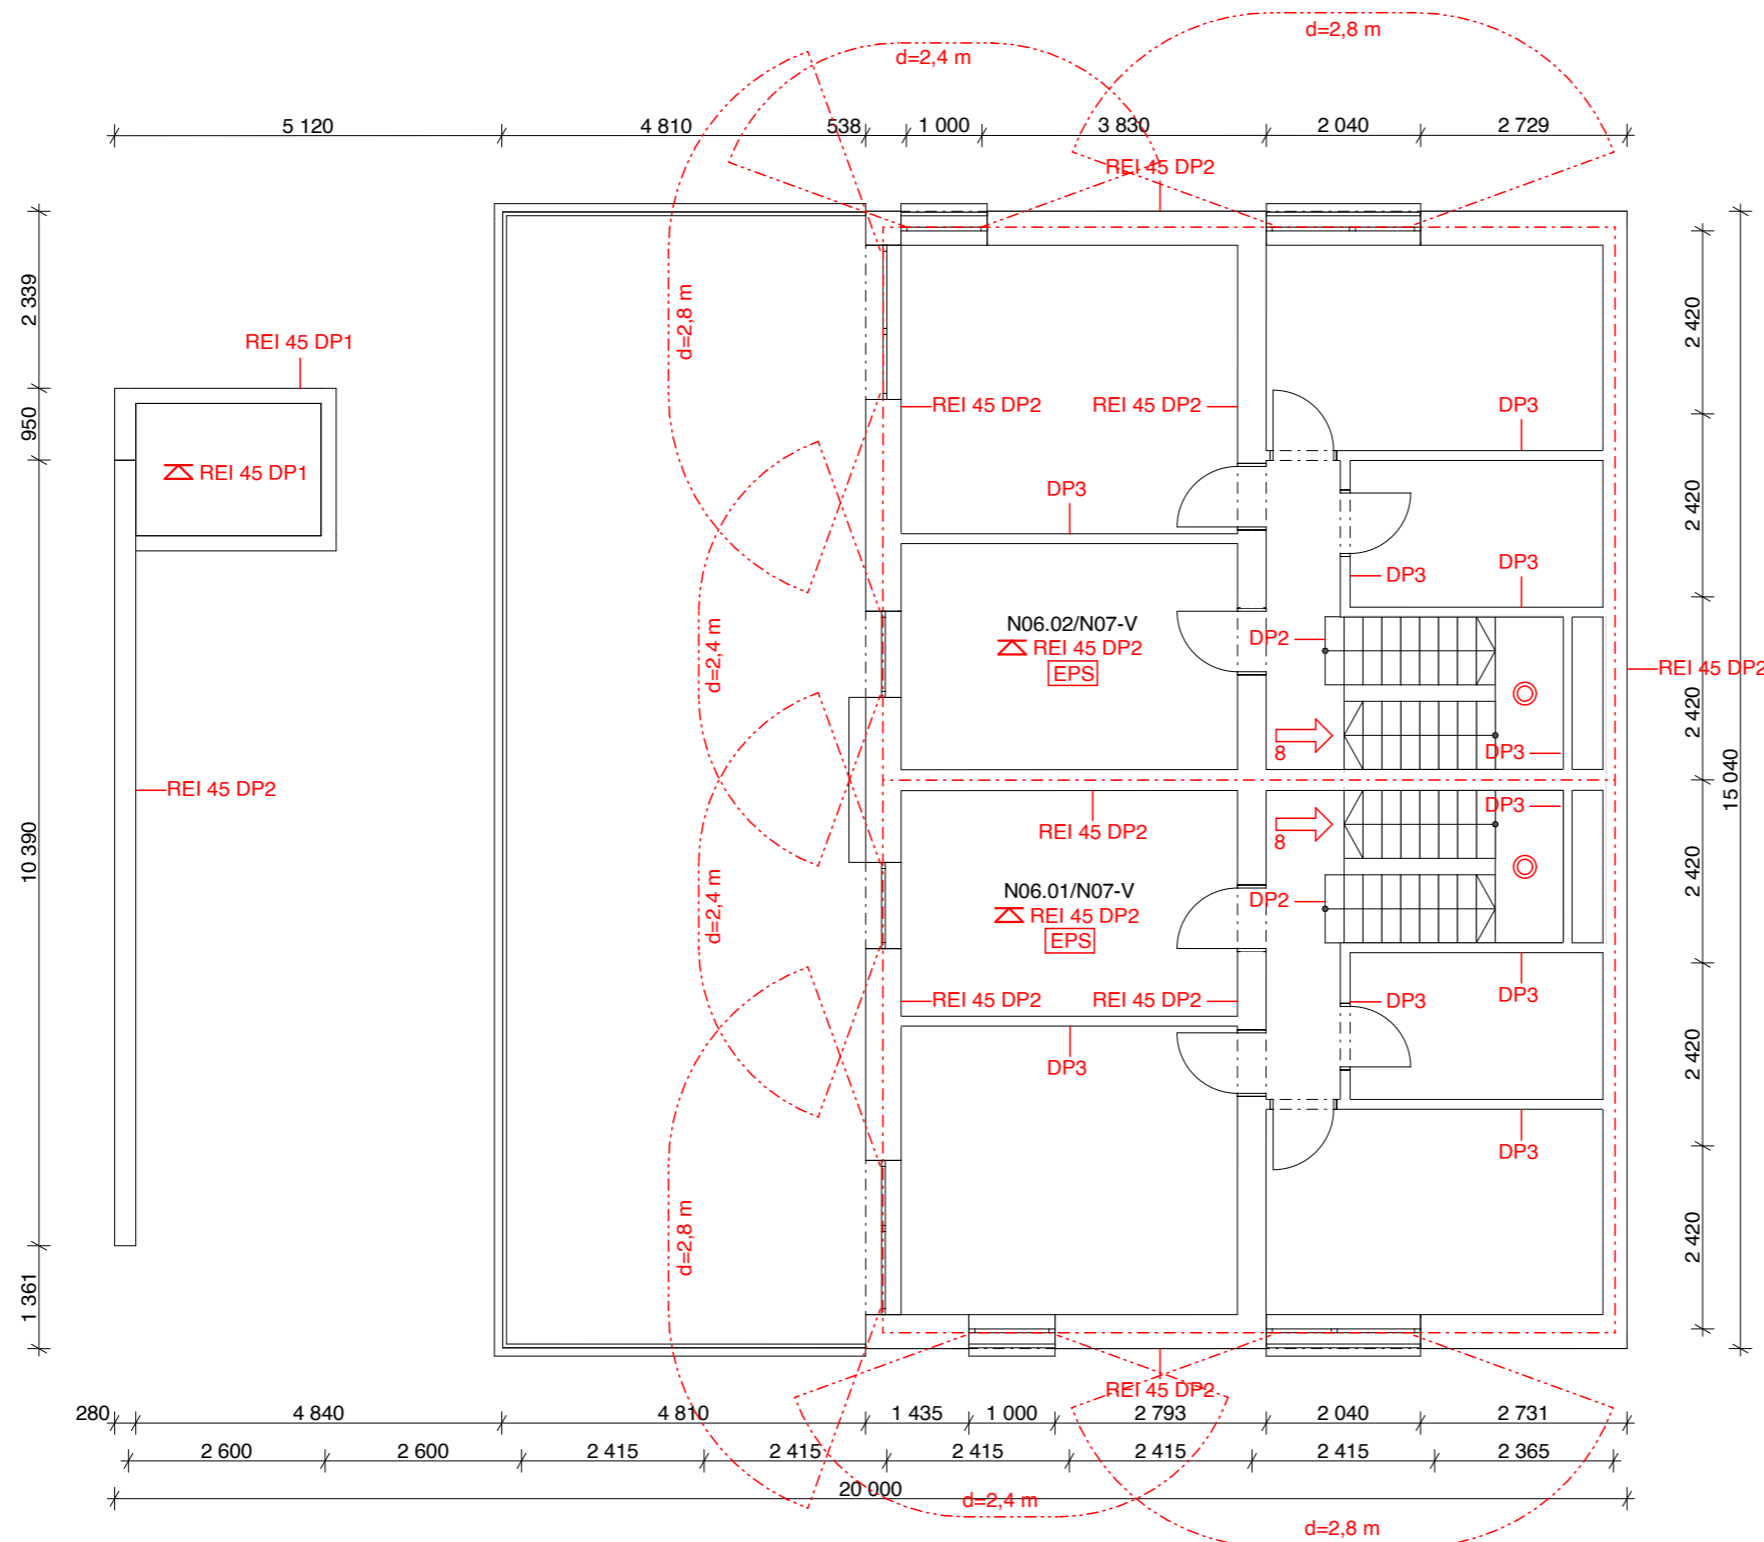 d=2,8 m
d=2,4 m
5 120
4 810
538
1 000
3 830
2 040
2 729
REI 45 DP2
2 339
d=2,8 m
2 420
REI 45 DP1
950
REI 45 DP2
REI 45 DP2
DP3
REI 45 DP1
DP3
2 420
DP3
DP3
N06.02/N07-V
DP2
REI 45 DP2
EPS
d=2,4 m
REI 45 DP2
2 420
8
DP3
REI 45 DP2
15 040
DP3
REI 45 DP2
8
10 390
2 420
N06.01/N07-V
DP2
REI 45 DP2
EPS
d=2,4 m
REI 45 DP2
REI 45 DP2
DP3
DP3
2 420
DP3
DP3
d=2,8 m
2 420
1 361
REI 45 DP2
280
4 840
4 810
1 435
1 000
2 793
2 040
2 731
2 600
2 600
2 415
2 415
2 415
2 415
2 415
2 365
20 000
d=2,4 m
d=2,8 m